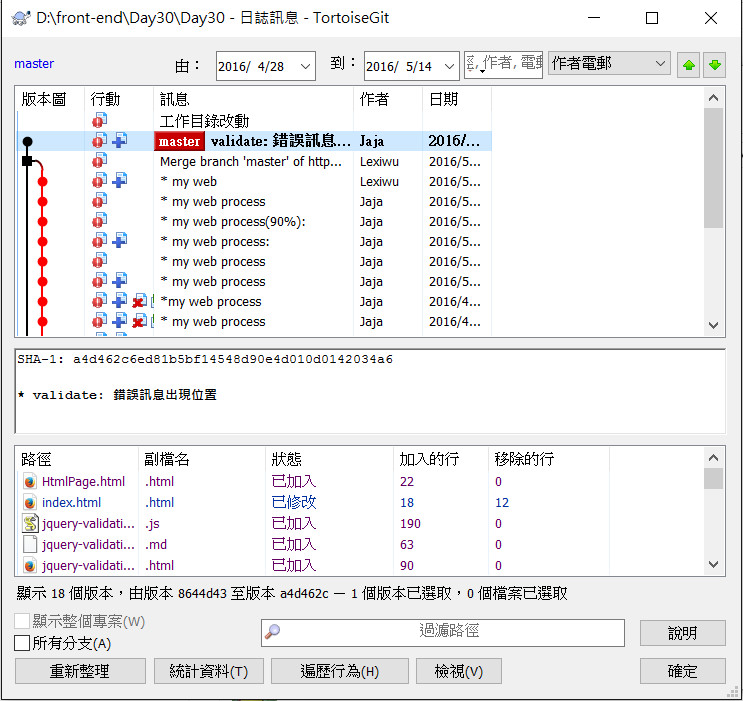 D:\front-end\Day30\Day30 - 日誌訊息 - TortoiseGit
master 由: 2016/ 4/28 到: 2016/ 5/14 作者, 電郵 作者電郵
版本圖 行動 訊息 作者 日期
工作目錄改動
master validate: 錯誤訊息.... Jaja 2016/...
Merge branch 'master' of http... Lexiwu 2016/5...
* my web Lexiwu 2016/5...
* my web process Jaja 2016/5...
* my web process(90%): Jaja 2016/5...
* my web process: Jaja 2016/5...
* my web process Jaja 2016/5...
* my web process Jaja 2016/5...
*my web process Jaja 2016/4...
* my web process Jaja 2016/4...
SHA-1: a4d462c6ed81b5bf14548d90e4d010d0142034a6
* validate: 錯誤訊息出現位置
路徑 副檔名 狀態 加入的行 移除的行
HtmlPage.html .html 已加入 22 0
index.html .html 已修改 18 12
jquery-validati... .js 已加入 190 0
jquery-validati... .md 已加入 63 0
jquery-validati... .html 已加入 90 0
顯示 18 個版本，由版本 8644d43 至版本 a4d462c — 1 個版本已選取，0 個檔案已選取
顯示整個專案(W)
所有分支(A) 過濾路徑 說明
重新整理 統計資料(T) 遍歷行為(H) 檢視(V) 確定